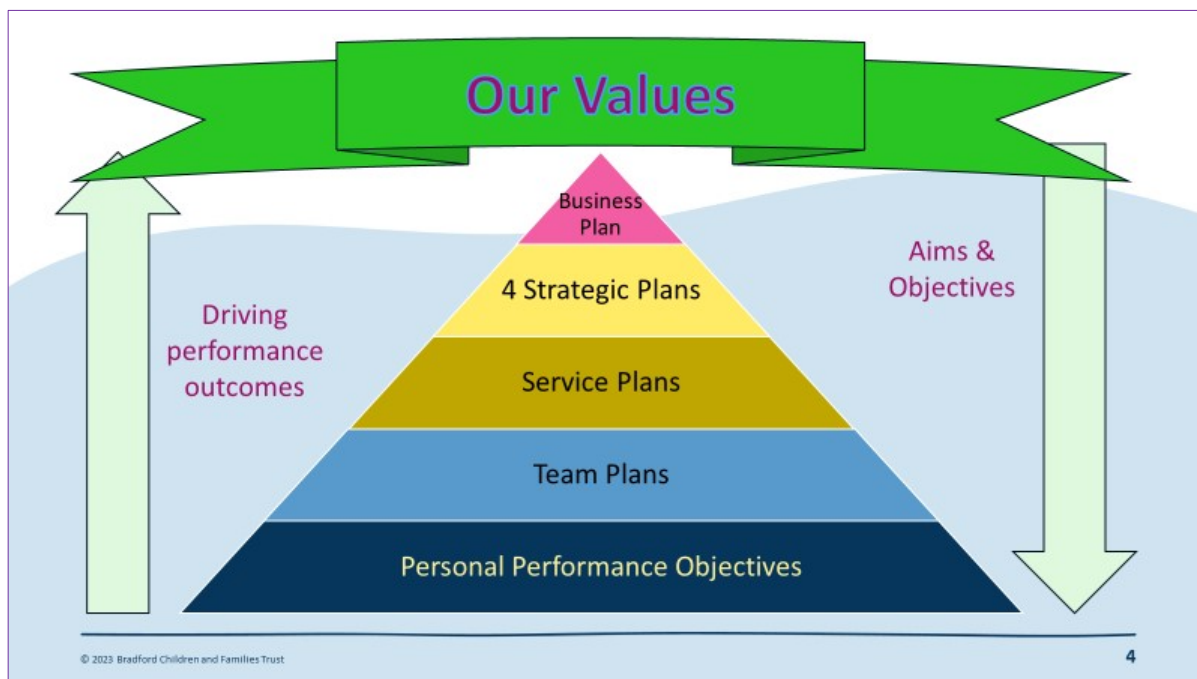 Our Values
Business
Plan
4 Strategic Plans
Service Plans
Team Plans
Personal Performance Objectives
Driving
performance
outcomes
Aims &
Objectives
© 2023 Bradford Children and Families Trust
4